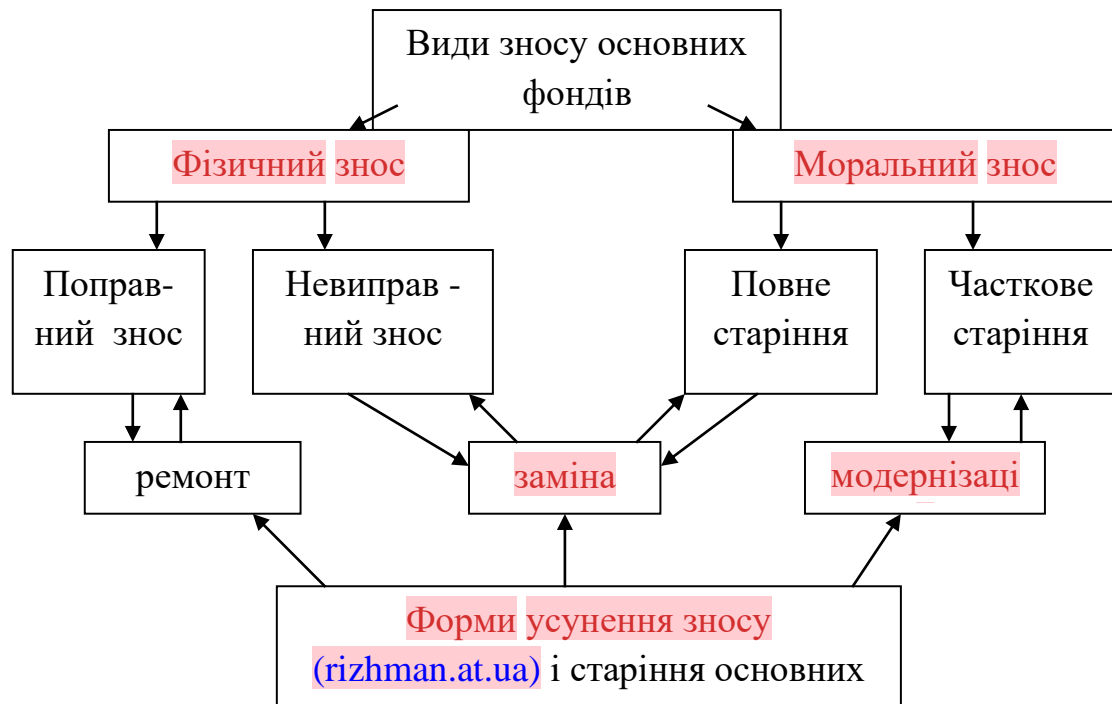 Види зносу основних
фондів
Фізичний знос
Моральний знос
Поправ-
ний знос
Невиправ -
ний знос
Повне
старіння
Часткове
старіння
ремонт
заміна
модернізаці
Форми усунення зносу
(rizhman.at.ua) і старіння основних